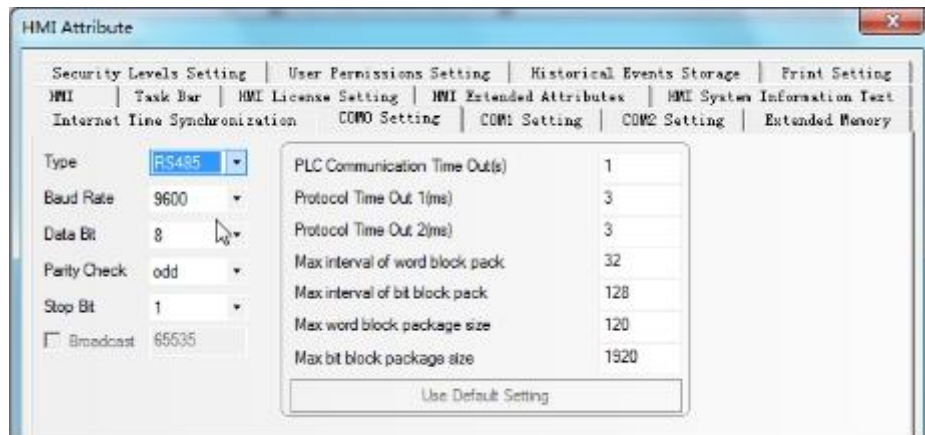 HMI Attribute
Security Levels Setting | User Permissions Setting | Historical Events Storage | Print Setting
HMI | Task Bar | HMI License Setting | HMI Extended Attributes | HMI System Information Text
Internet Time Synchronization COM0 Setting | COM1 Setting | COM2 Setting | Extended Memory
Type RS485 PLC Communication Time Out(s) 1
Baud Rate 9600 Protocol Time Out 1(ms) 3
Data Bit 8 Protocol Time Out 2(ms) 3
Parity Check odd Max interval of word block pack 32
Stop Bit 1 Max interval of bit block pack 128
Broadcast 65535 Max word block package size 120
Max bit block package size 1920
Use Default Setting